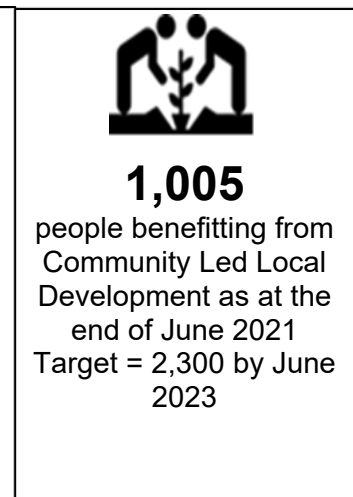 1,005
people benefitting from
Community Led Local
Development as at the
end of June 2021
Target = 2,300 by June
2023